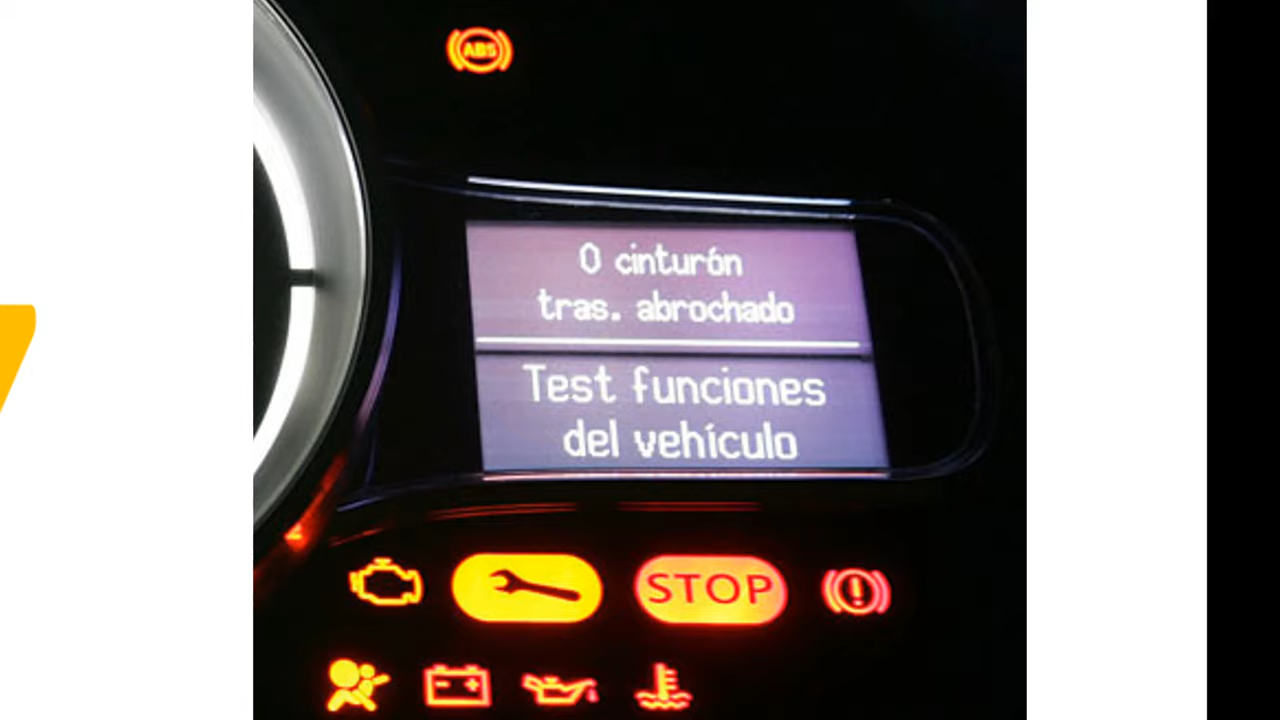 ABS
0 cinturón
tras. abrochado
Test funciones
del vehículo
STOP